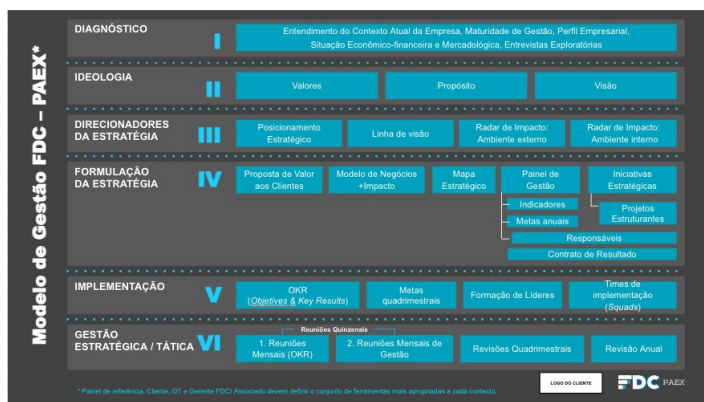 Modelo de Gestão FDC – PAEX*
DIAGNÓSTICO
I
Entendimento do Contexto Atual da Empresa, Maturidade de Gestão, Perfil Empresarial,
Situação Econômico-financeira e Mercadológica, Entrevistas Exploratórias
IDEOLOGIA
II
Valores
Propósito
Visão
DIRECIONADORES
DA ESTRATÉGIA
III
Posicionamento
Estratégico
Linha de visão
Radar de Impacto:
Ambiente externo
Radar de Impacto:
Ambiente interno
FORMULAÇÃO
DA ESTRATÉGIA
IV
Proposta de Valor
aos Clientes
Modelo de Negócios
+Impacto
Mapa
Estratégico
Painel de
Gestão
Iniciativas
Estratégicas
Indicadores
Metas anuais
Projetos
Estruturantes
Responsáveis
Contrato de Resultado
IMPLEMENTAÇÃO
V
OKR
(Objetives & Key Results)
Metas
quadrimestrais
Formação de Líderes
Times de
implementação
(Squads)
GESTÃO
ESTRATÉGICA / TÁTICA
VI
Reuniões Quinzenais
1. Reuniões
Mensais (OKR)
2. Reuniões Mensais de
Gestão
Revisões Quadrimestrais
Revisão Anual
* Painel de referência. Cliente, OT e Gerente FDC/ Associado devem definir o conjunto de ferramentas mais apropriadas a cada contexto.
LOGO DO CLIENTE
FDC PAEX